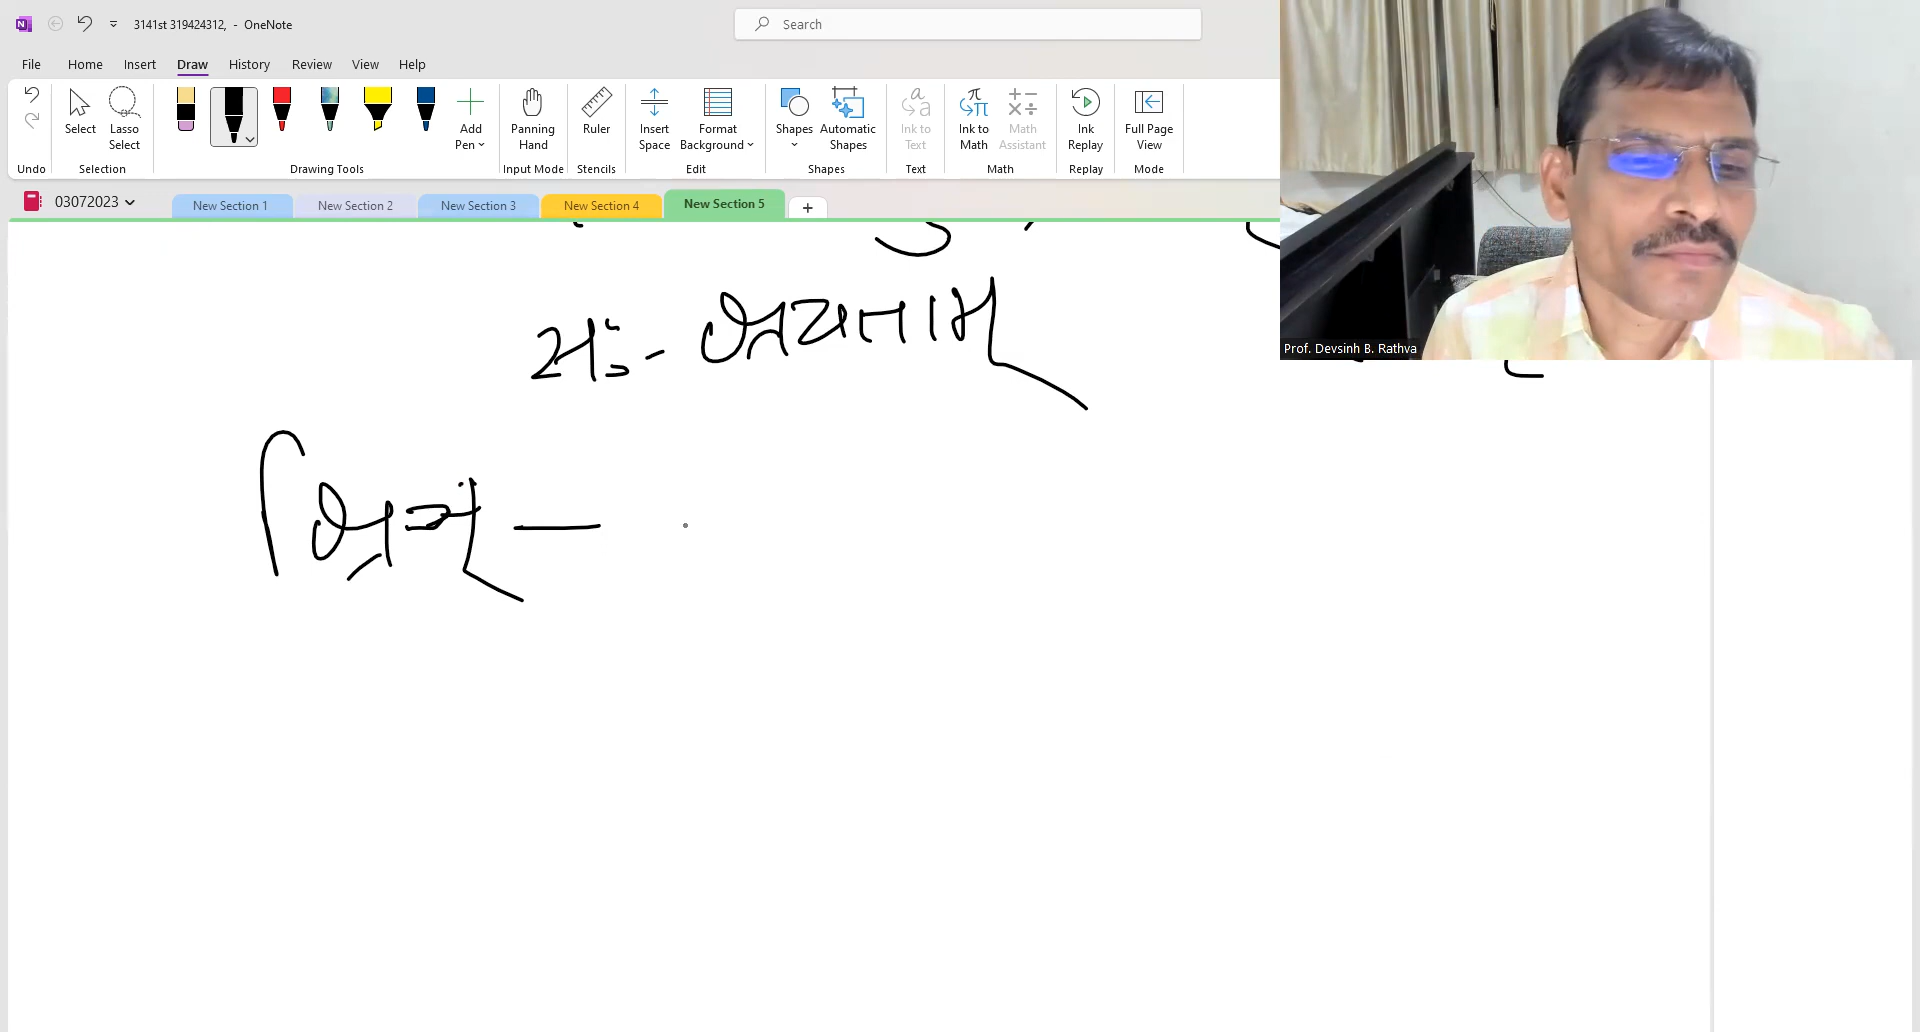 3141st 319424312, - OneNote
Search
File Home Insert Draw History Review View Help
Select
Lasso Select
Add Pen
Panning Hand
Ruler
Insert Space
Format Background
Shapes
Automatic Shapes
Ink to Text
Ink to Math
Math Assistant
Ink Replay
Full Page View
Undo Selection Drawing Tools Input Mode Stencils Edit Shapes Text Math Replay Mode
03072023 New Section 1 New Section 2 New Section 3 New Section 4 New Section 5
Prof. Devsinh B. Rathva